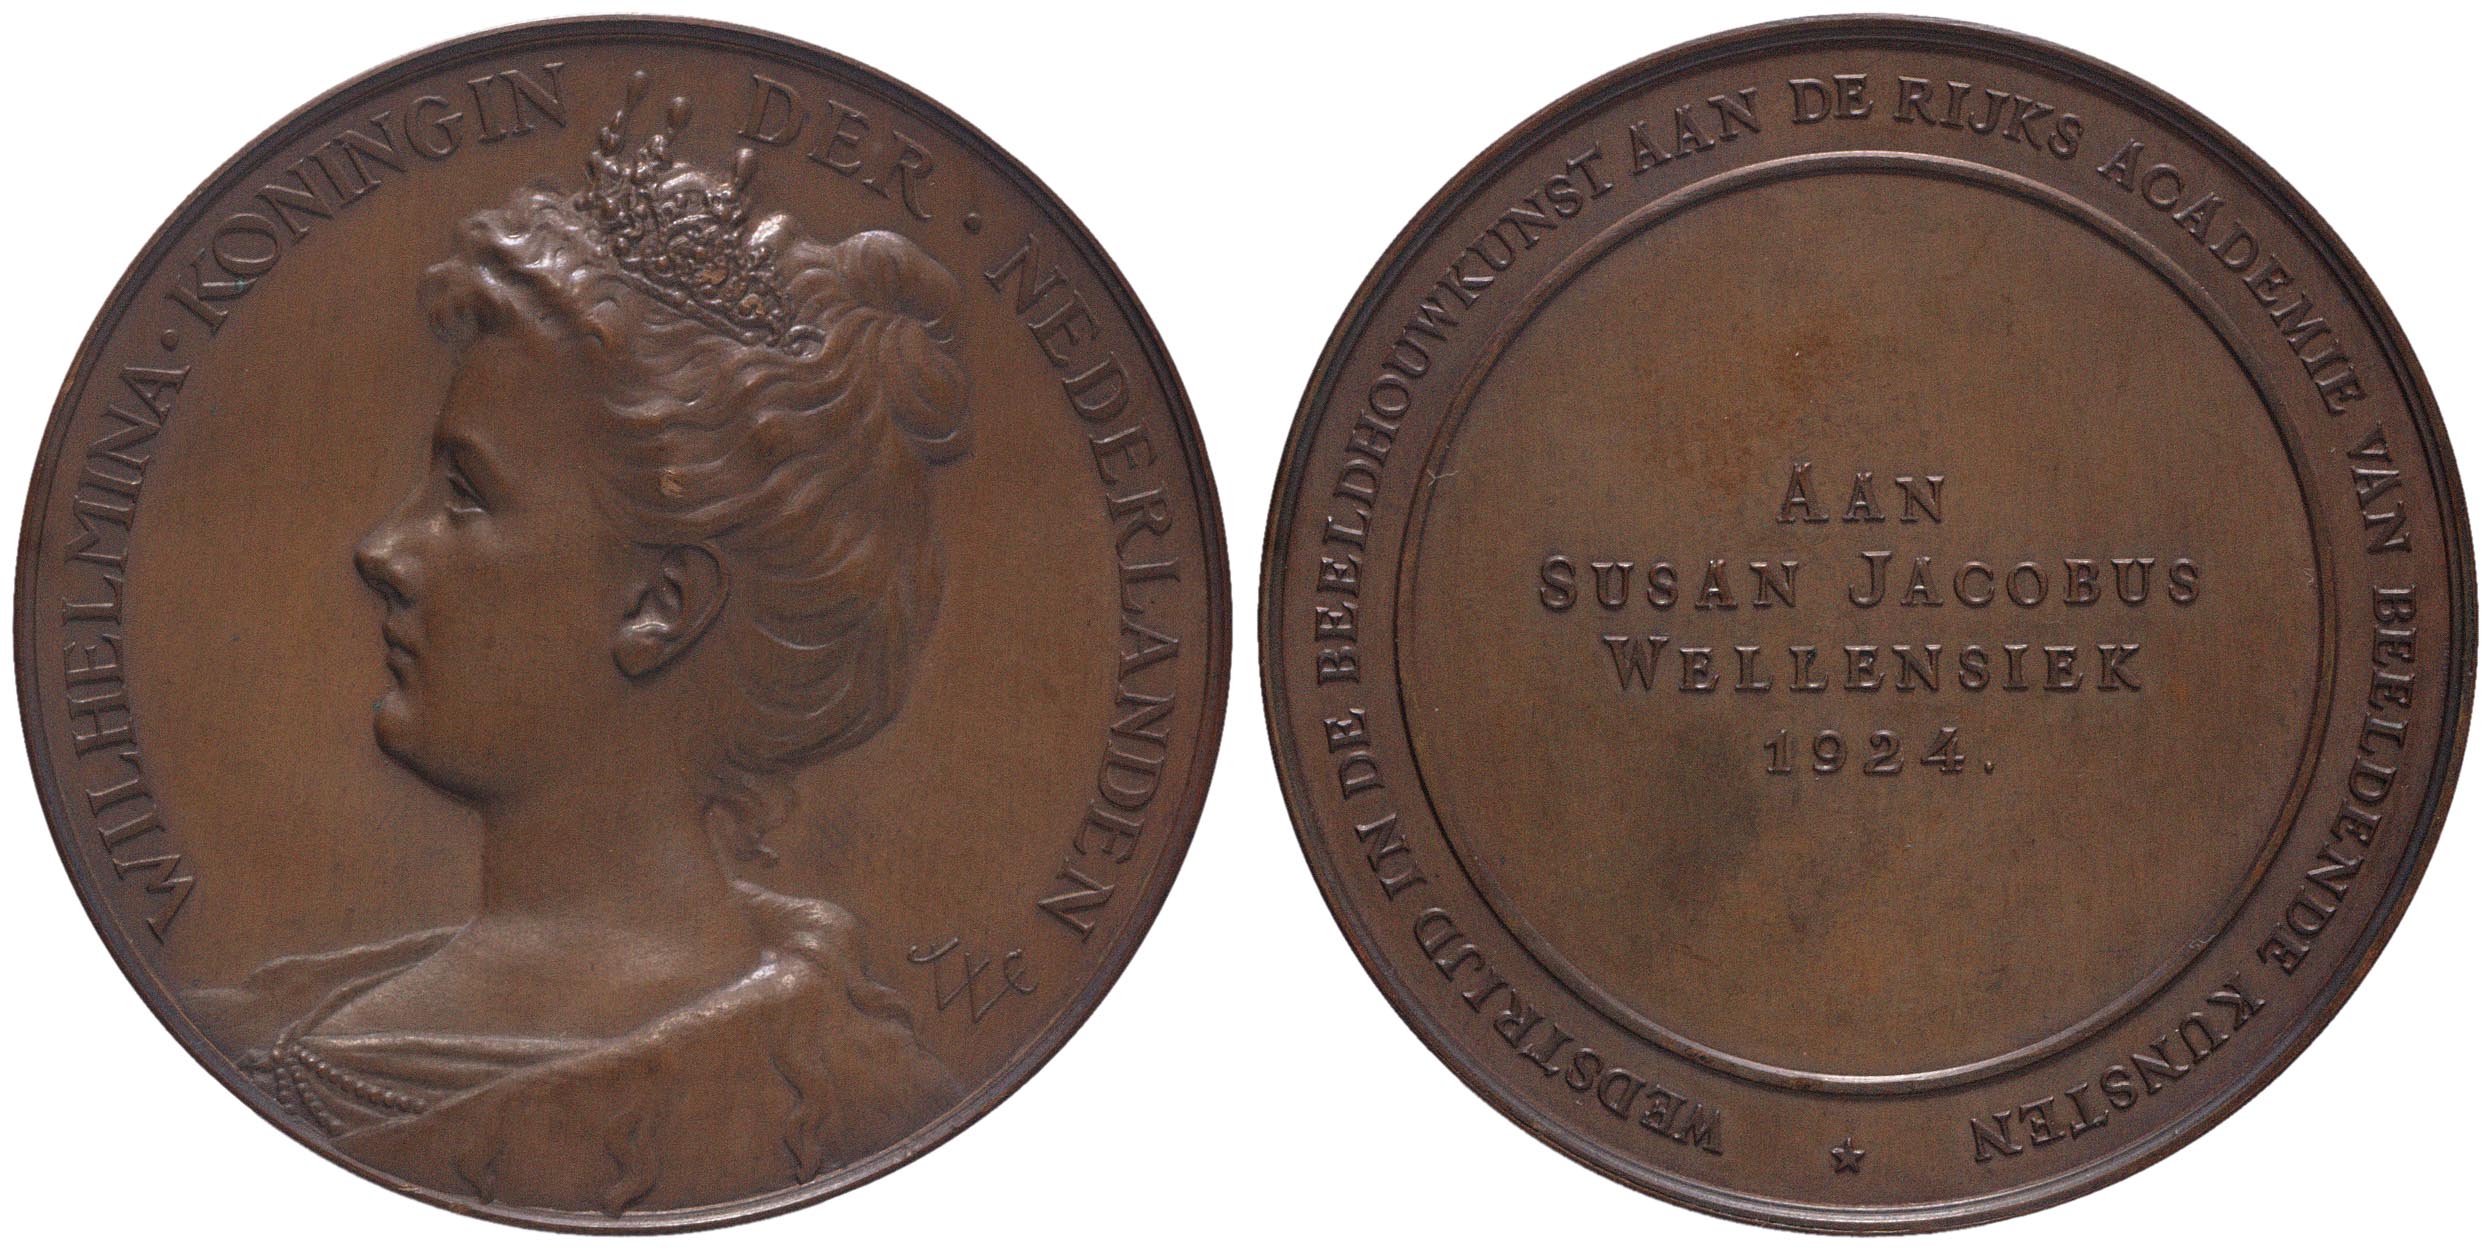 WILHELMINA · KONINGIN DER · NEDERLANDEN
WEDSTRIJD IN DE BEELDHOUWKUNST AAN DE RIJKS ACADEMIE VAN BEELDENDE KUNSTEN
AAN
SUSAN JACOBUS
WELLENSIEK
1924.